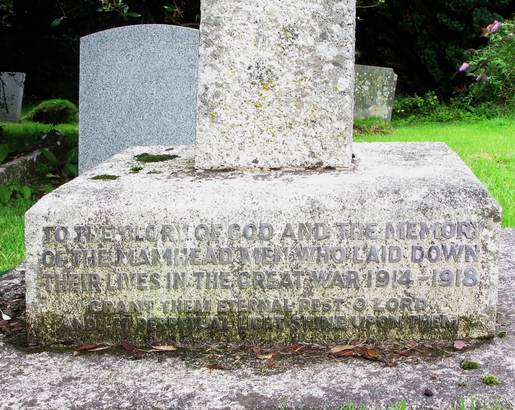 TO THE GLORY OF GOD AND THE MEMORY
OF THE MAMHEAD MEN WHO LAID DOWN
THEIR LIVES IN THE GREAT WAR 1914-1918
GRANT THEM ETERNAL REST O LORD
AND LET PERPETUAL LIGHT SHINE UPON THEM